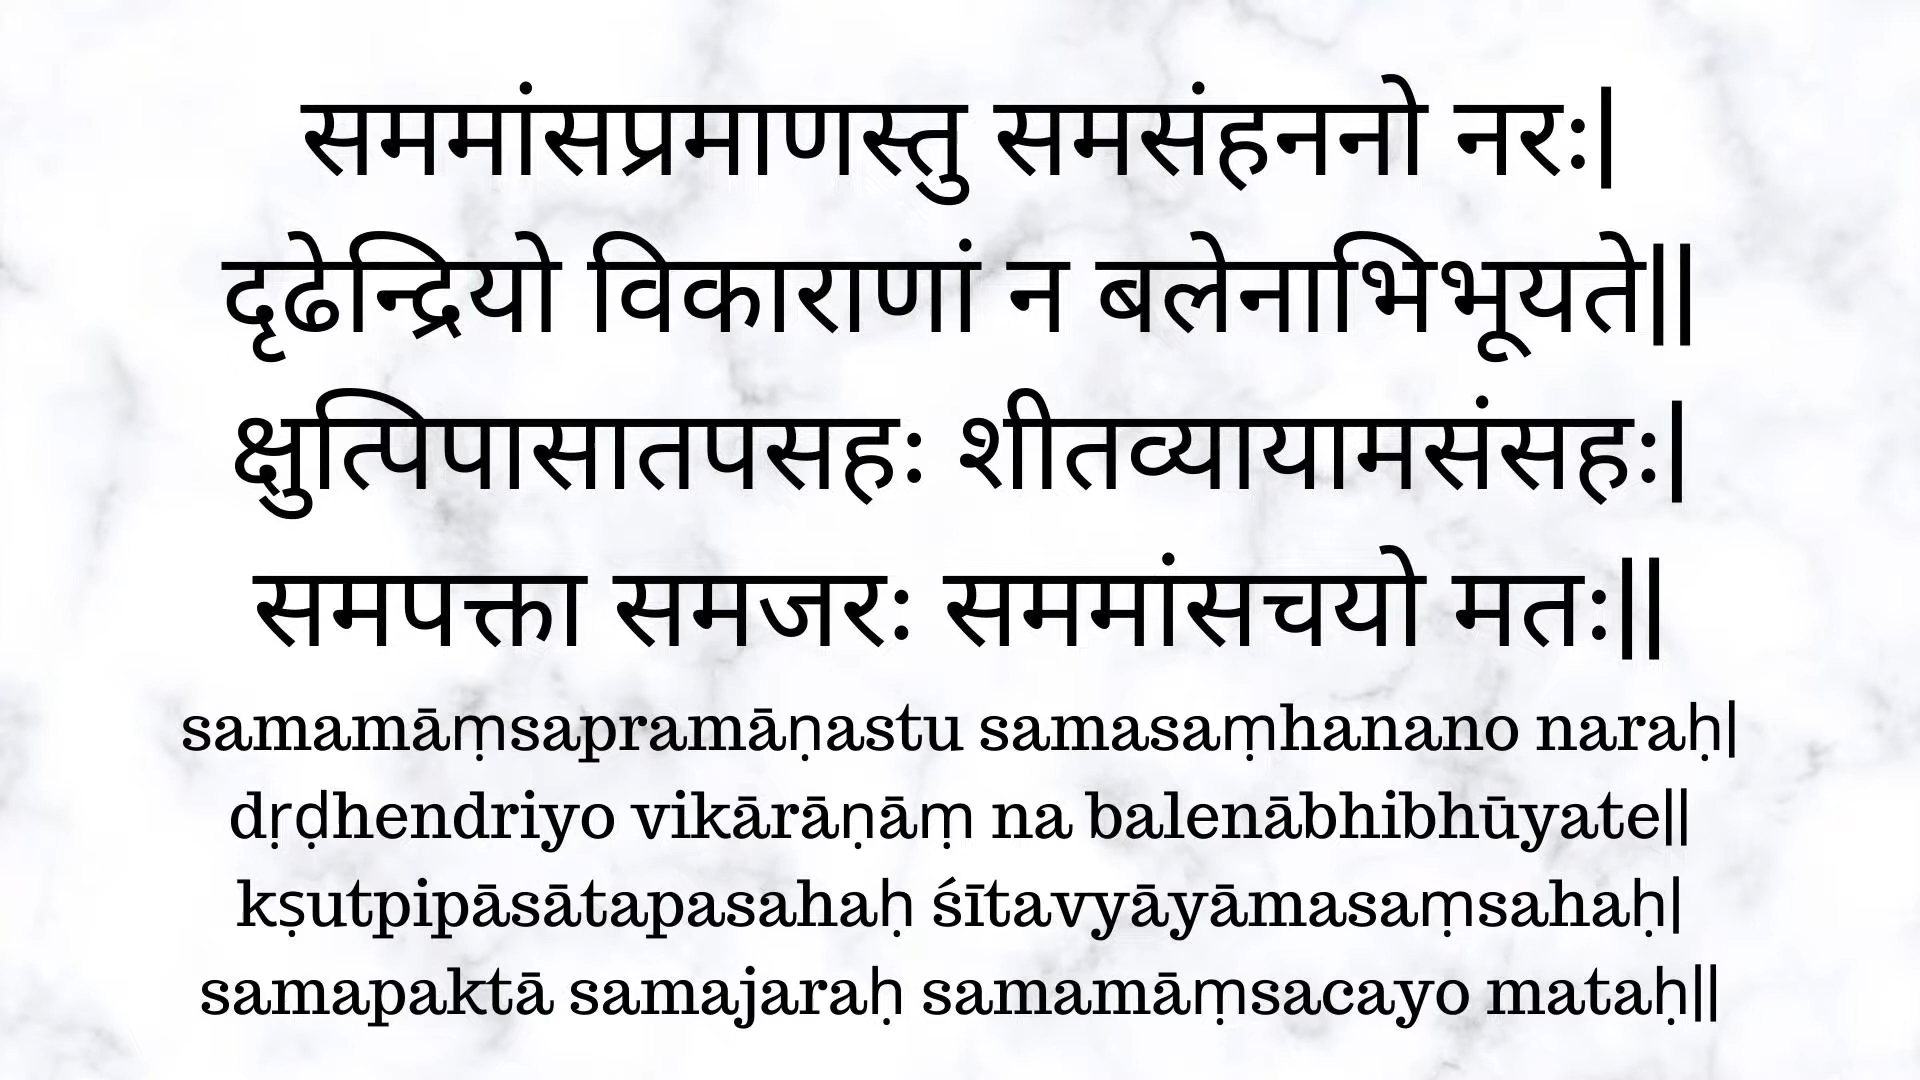 सममांसप्रमाणस्तु समसंहननो नरः|
दृढेन्द्रियो विकाराणां न बलेनाभिभूयते||
क्षुत्पिपासातपसहः शीतव्यायामसंसहः|
समपक्ता समजरः सममांसचयो मतः||
samamāṃsapramāṇastu samasaṃhanano naraḥ|
dṛḍhendriyo vikārāṇāṃ na balenābhibhūyate||
kṣutpipāsātapasahaḥ śītavyāyāmasaṃsahaḥ|
samapaktā samajaraḥ samamāṃsacayo mataḥ||